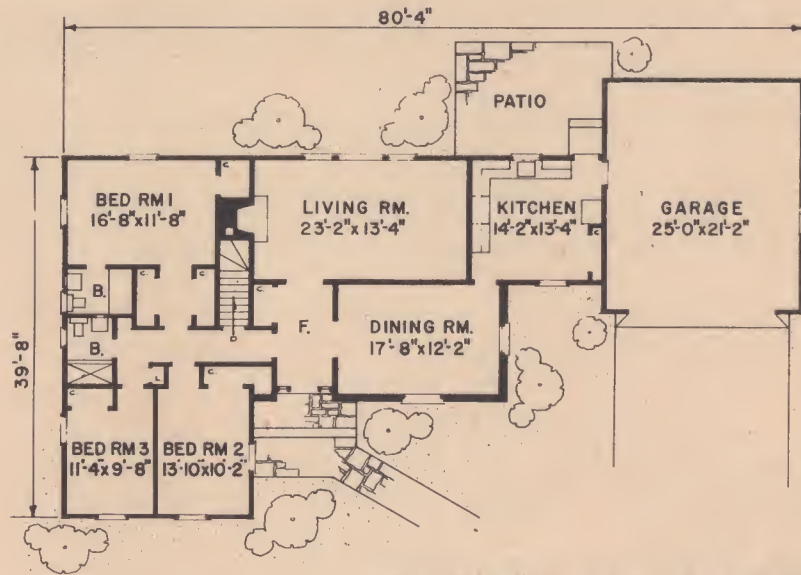 80'-4"
PATIO
C.
BED RM 1
16'-8"x11'-8"
LIVING RM.
23'-2"x13'-4"
KITCHEN
14'-2"x13'-4"
GARAGE
25'-0"x21'-2"
C.
B.
C.
C.
C.
39'-8"
B.
F.
DINING RM.
17'-8"x12'-2"
D
L.
C.
C.
BED RM 3
11'-4"x9'-8"
BED RM 2
13'-10"x10'-2"